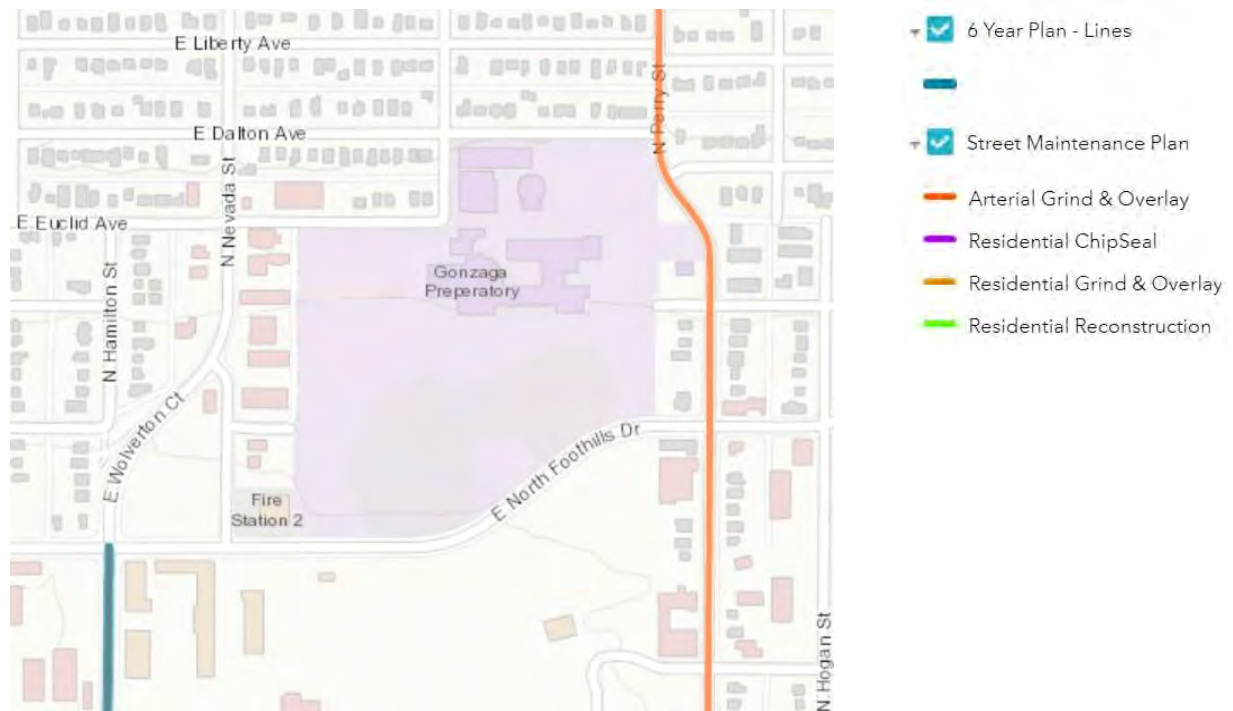 E Liberty Ave
N Perry St
E Dalton Ave
N Nevada St
E Euclid Ave
N Hamilton St
Gonzaga
Preperatory
E Wolverton Ct
E North Foothills Dr
Fire
Station 2
N Hogan St
6 Year Plan - Lines
Street Maintenance Plan
Arterial Grind & Overlay
Residential ChipSeal
Residential Grind & Overlay
Residential Reconstruction